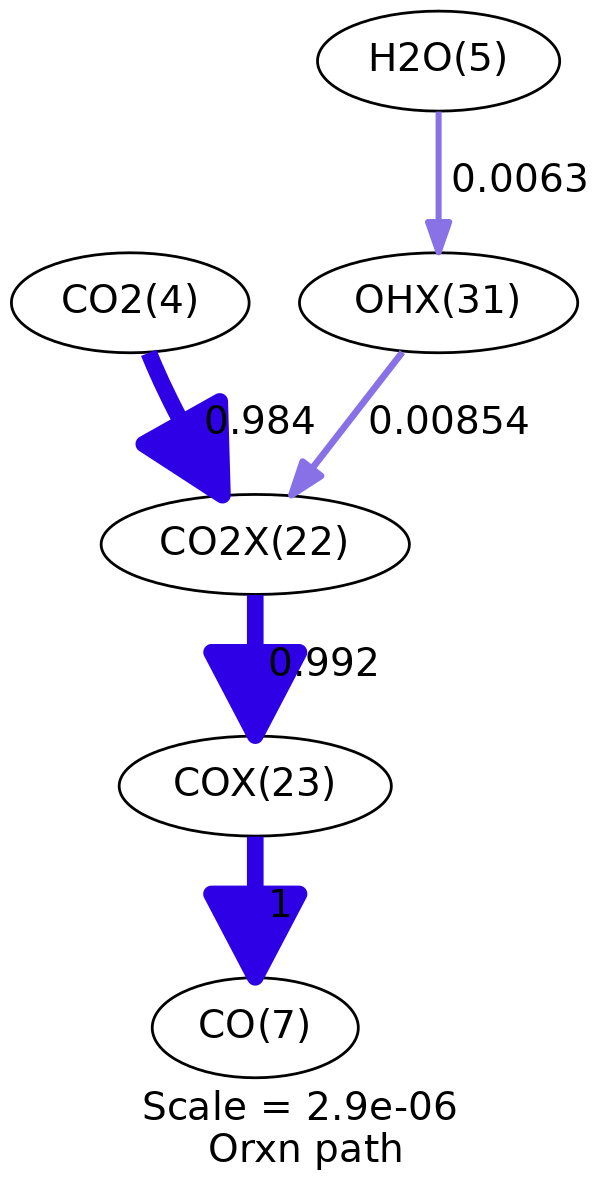 H2O(5)
0.0063
CO2(4)
OHX(31)
0.984
0.00854
CO2X(22)
0.992
COX(23)
1
CO(7)
Scale = 2.9e-06
Orxn path